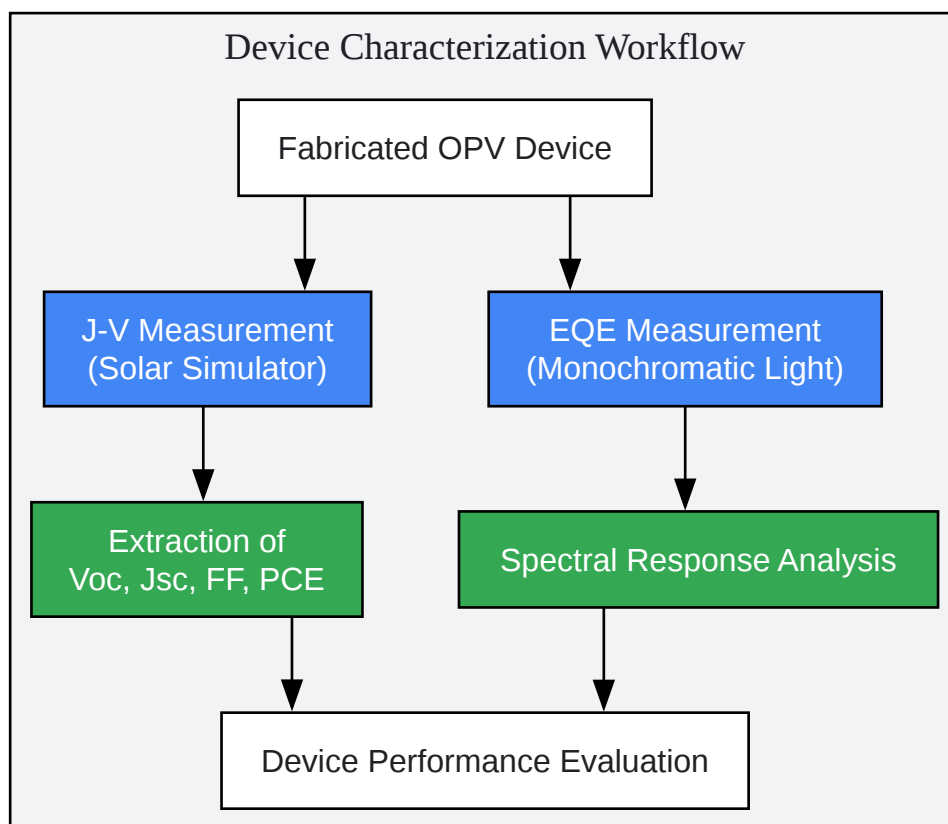 Device Characterization Workflow
Fabricated OPV Device
J-V Measurement
(Solar Simulator)
EQE Measurement
(Monochromatic Light)
Extraction of
Voc, Jsc, FF, PCE
Spectral Response Analysis
Device Performance Evaluation